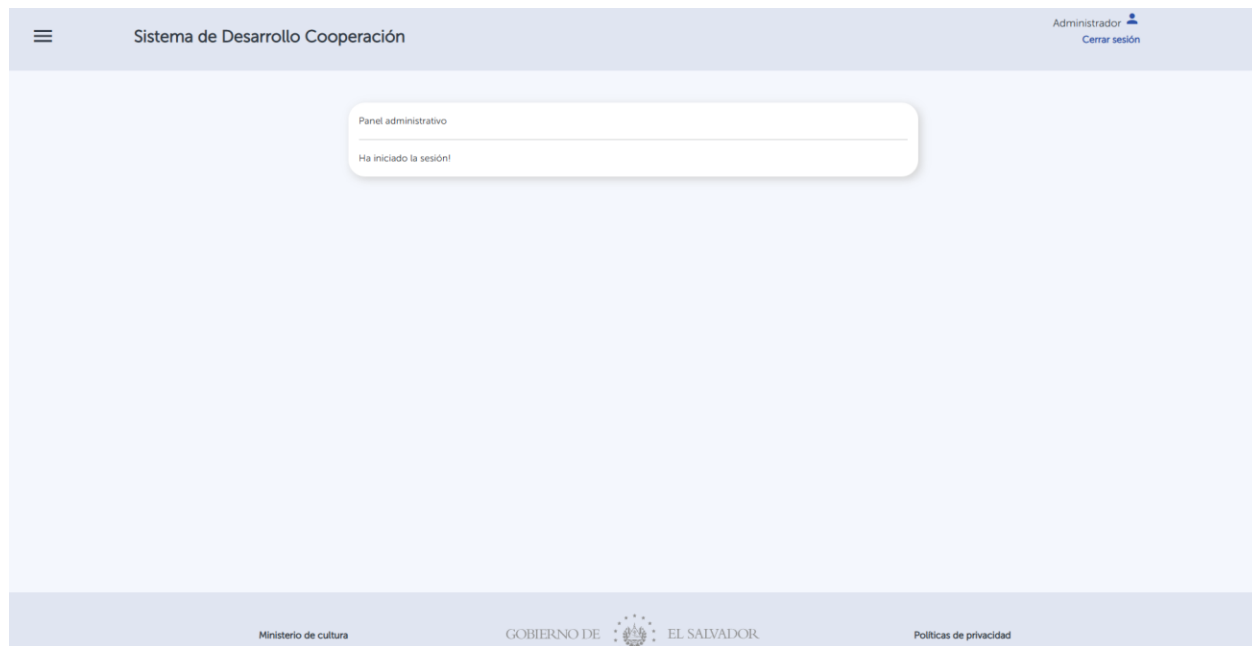 Sistema de Desarrollo Cooperación
Administrador
Cerrar sesión
Panel administrativo
Ha iniciado la sesión!
Ministerio de cultura
GOBIERNO DE EL SALVADOR
Políticas de privacidad